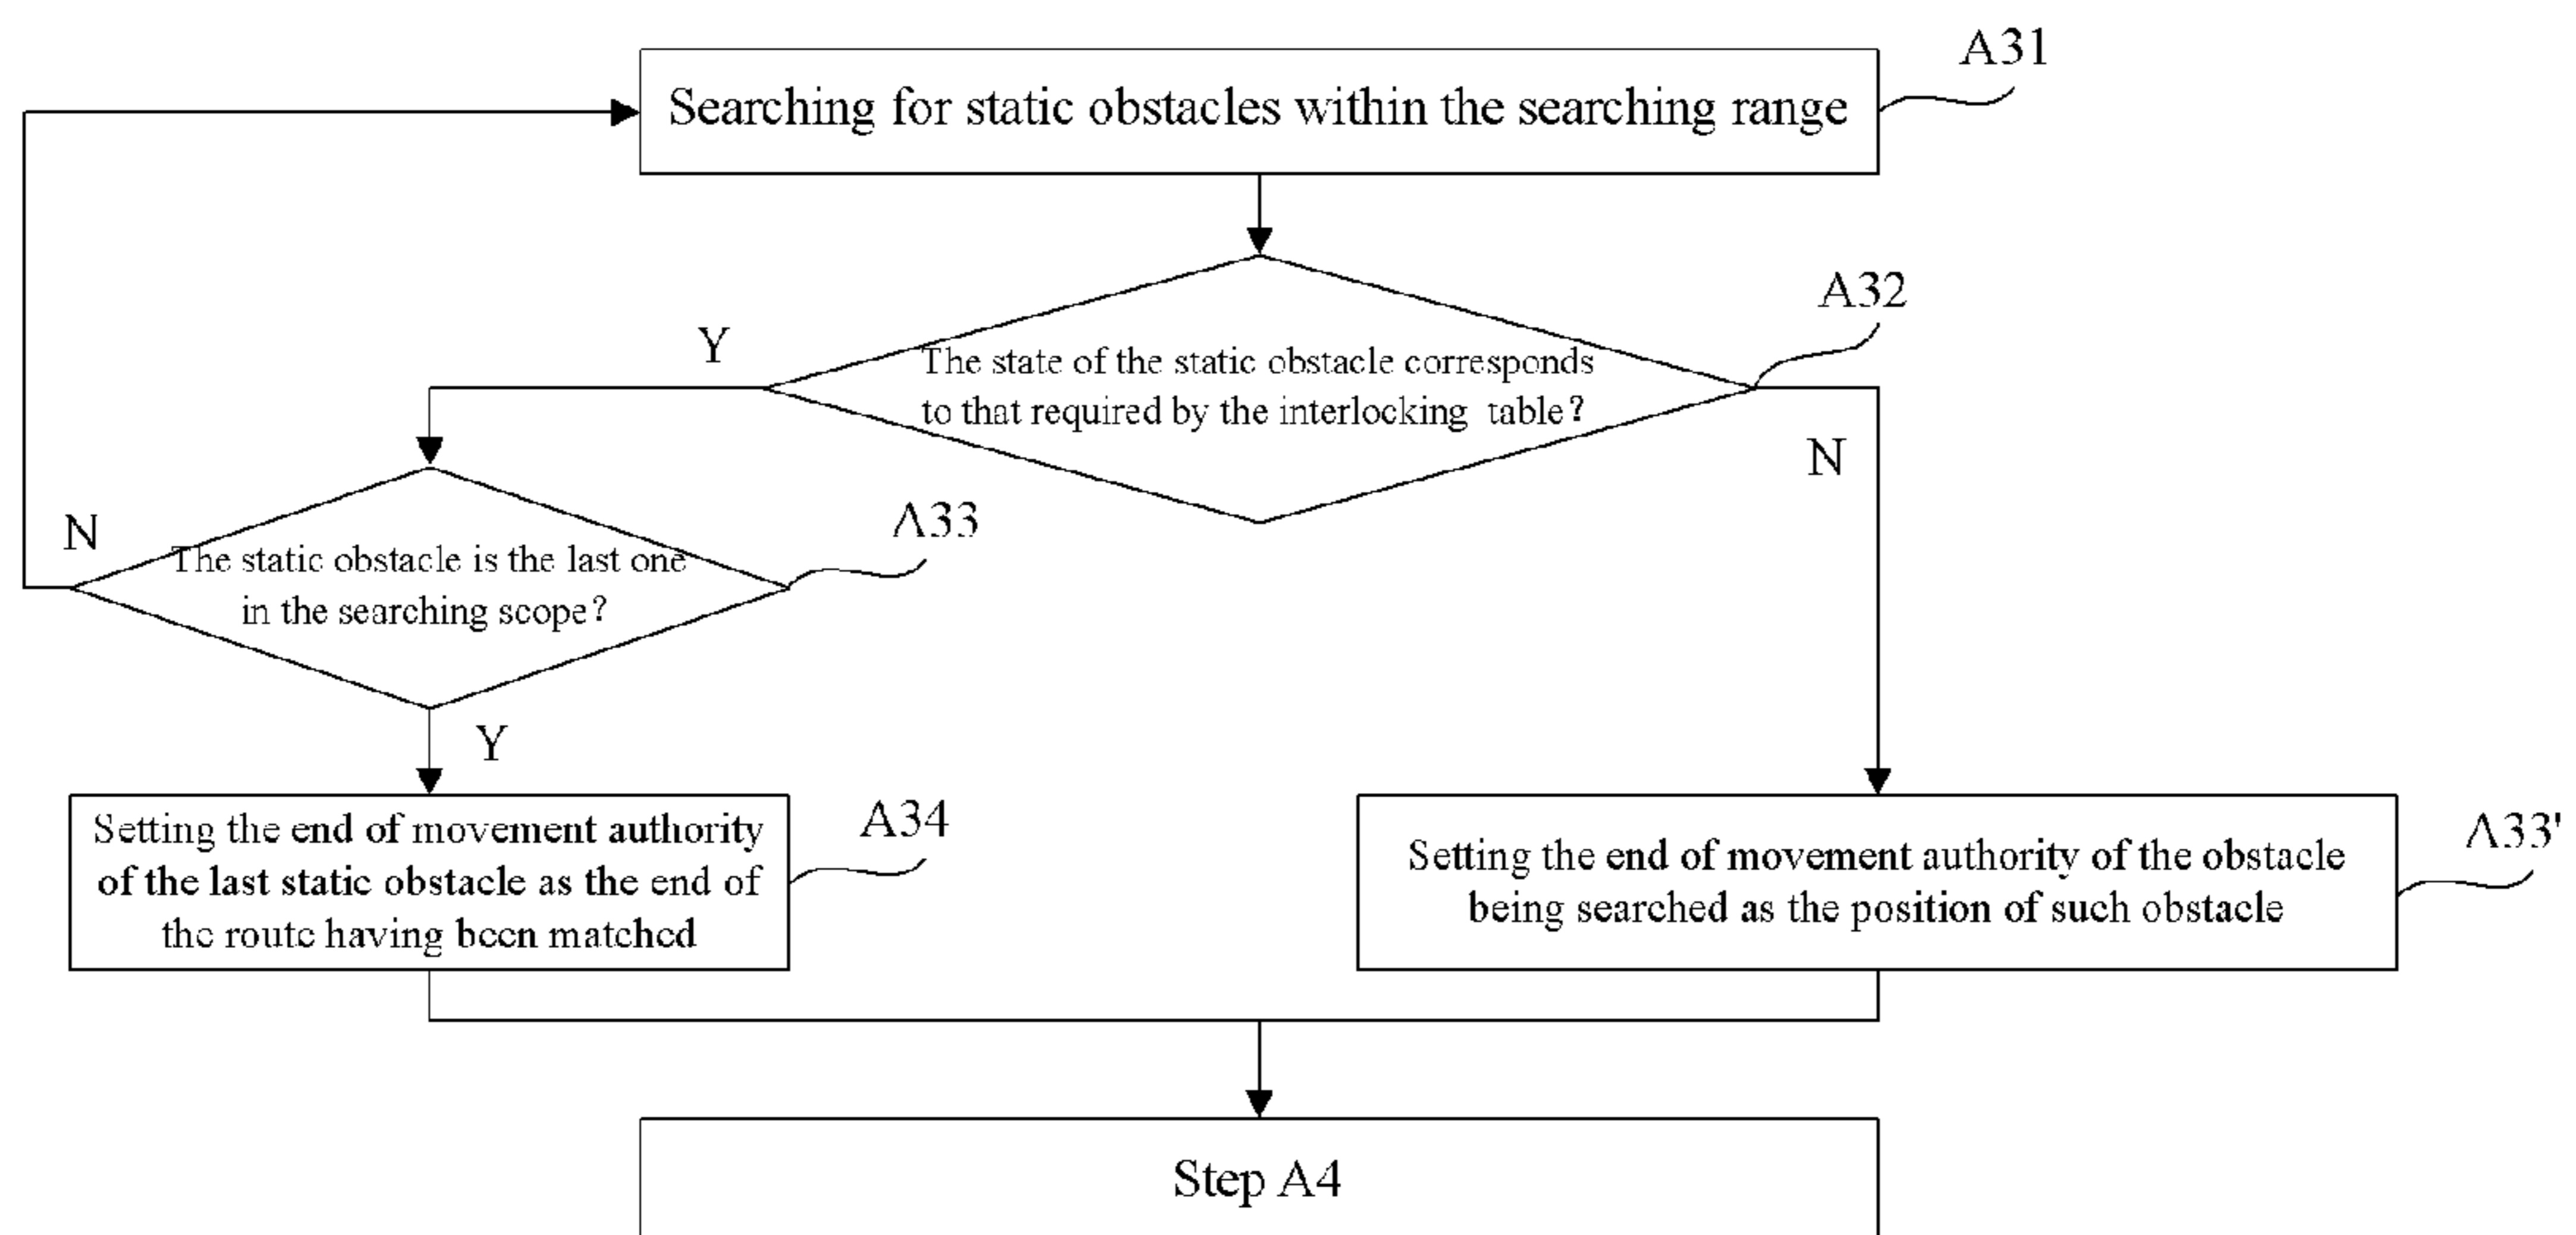 A31
Searching for static obstacles within the searching range
A32
Y
The state of the static obstacle corresponds
to that required by the interlocking table?
N
A33
N
The static obstacle is the last one
in the searching scope?
Y
A34
Setting the end of movement authority
of the last static obstacle as the end of
the route having been matched
A33'
Setting the end of movement authority of the obstacle
being searched as the position of such obstacle
Step A4